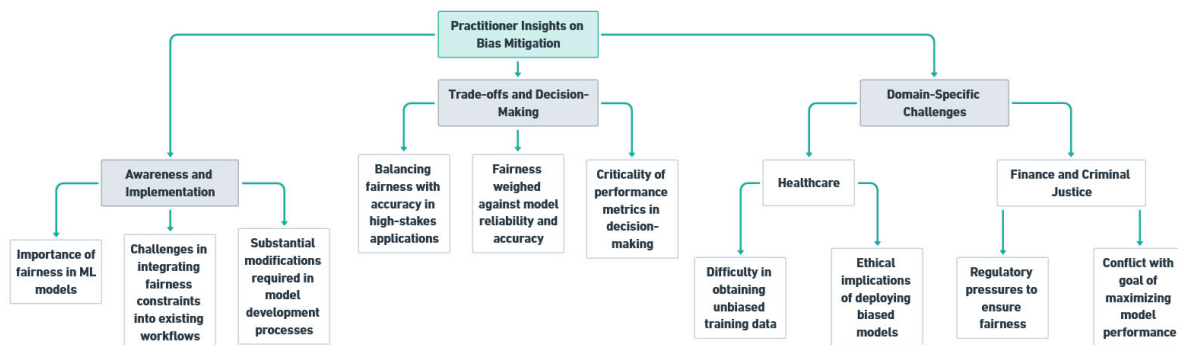 Practitioner Insights on
Bias Mitigation
Trade-offs and Decision-
Making
Domain-Specific
Challenges
Awareness and
Implementation
Balancing
fairness with
accuracy in
high-stakes
applications
Fairness
weighed
against model
reliability and
accuracy
Criticality of
performance
metrics in
decision-
making
Healthcare
Finance and Criminal
Justice
Importance of
fairness in ML
models
Challenges in
integrating
fairness
constraints
into existing
workflows
Substantial
modifications
required in
model
development
processes
Difficulty in
obtaining
unbiased
training data
Ethical
implications
of deploying
biased
models
Regulatory
pressures to
ensure
fairness
Conflict with
goal of
maximizing
model
performance